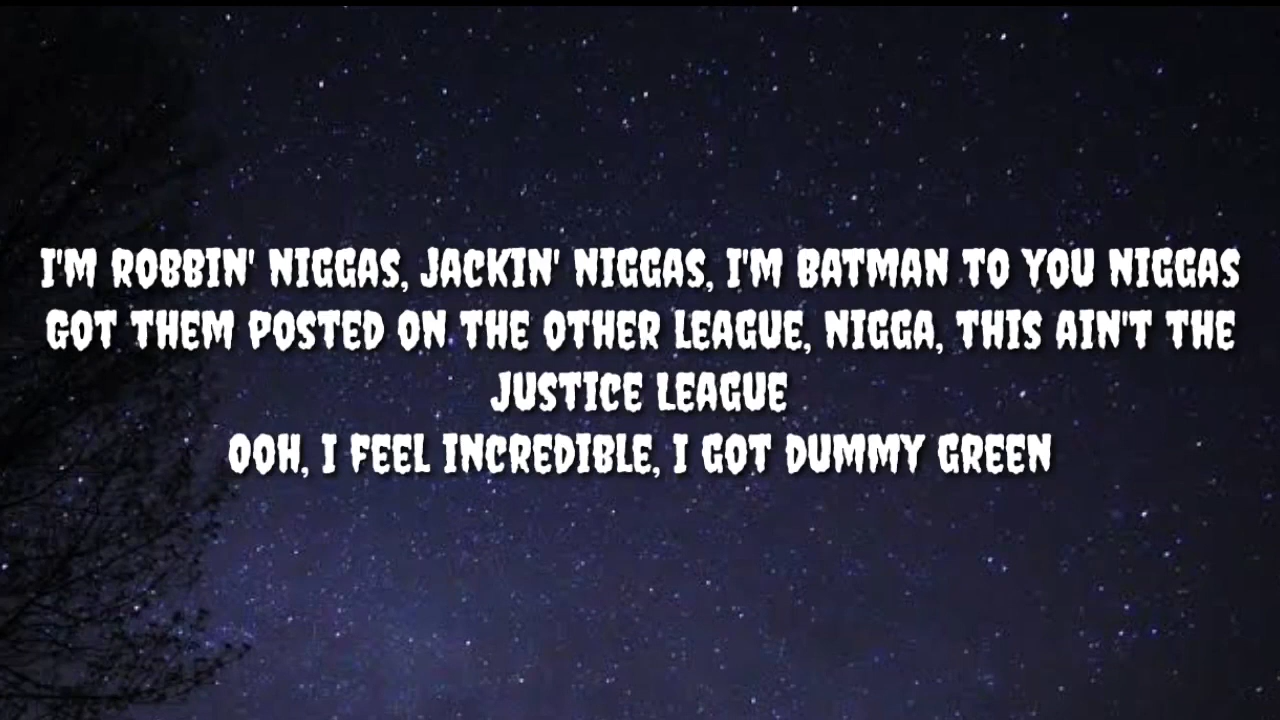 I'M ROBBIN' NIGGAS, JACKIN' NIGGAS, I'M BATMAN TO YOU NIGGAS
GOT THEM POSTED ON THE OTHER LEAGUE, NIGGA, THIS AIN'T THE
JUSTICE LEAGUE
OOH, I FEEL INCREDIBLE, I GOT DUMMY GREEN